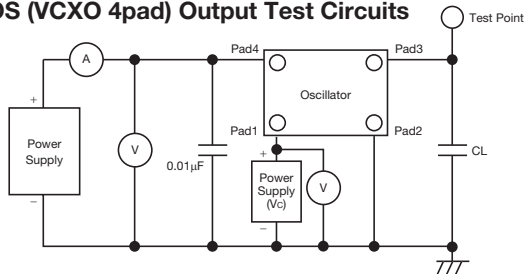 OS (VCXO 4pad) Output Test Circuits
Test Point
A
Pad4
Pad3
Oscillator
+
Power
Supply
−
V
0.01μF
Pad1
Pad2
+
Power
Supply
(Vc)
−
V
CL